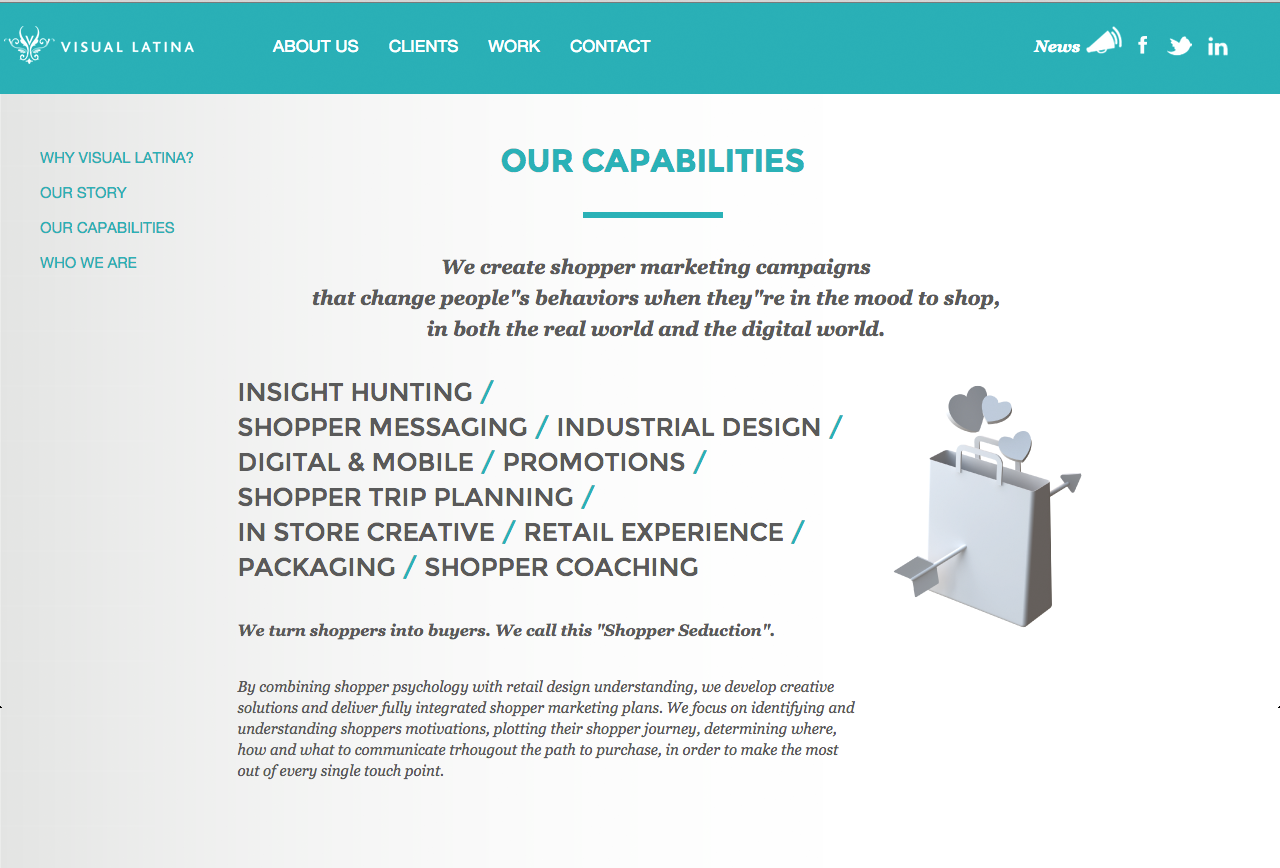 VISUAL LATINA
ABOUT US CLIENTS WORK CONTACT
News
WHY VISUAL LATINA?
OUR STORY
OUR CAPABILITIES
WHO WE ARE
OUR CAPABILITIES
We create shopper marketing campaigns
that change people"s behaviors when they"re in the mood to shop,
in both the real world and the digital world.
INSIGHT HUNTING /
SHOPPER MESSAGING / INDUSTRIAL DESIGN /
DIGITAL & MOBILE / PROMOTIONS /
SHOPPER TRIP PLANNING /
IN STORE CREATIVE / RETAIL EXPERIENCE /
PACKAGING / SHOPPER COACHING
We turn shoppers into buyers. We call this "Shopper Seduction".
By combining shopper psychology with retail design understanding, we develop creative
solutions and deliver fully integrated shopper marketing plans. We focus on identifying and
understanding shoppers motivations, plotting their shopper journey, determining where,
how and what to communicate trhougout the path to purchase, in order to make the most
out of every single touch point.